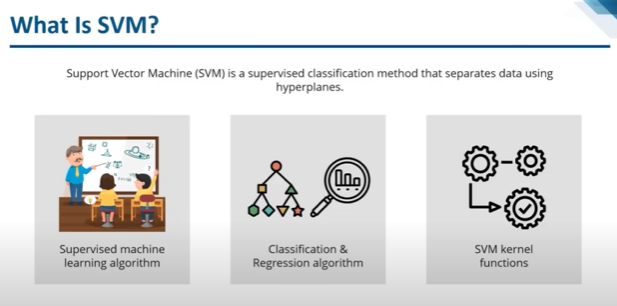 What Is SVM?
Support Vector Machine (SVM) is a supervised classification method that separates data using
hyperplanes.
Supervised machine
learning algorithm
Classification &
Regression algorithm
SVM kernel
functions